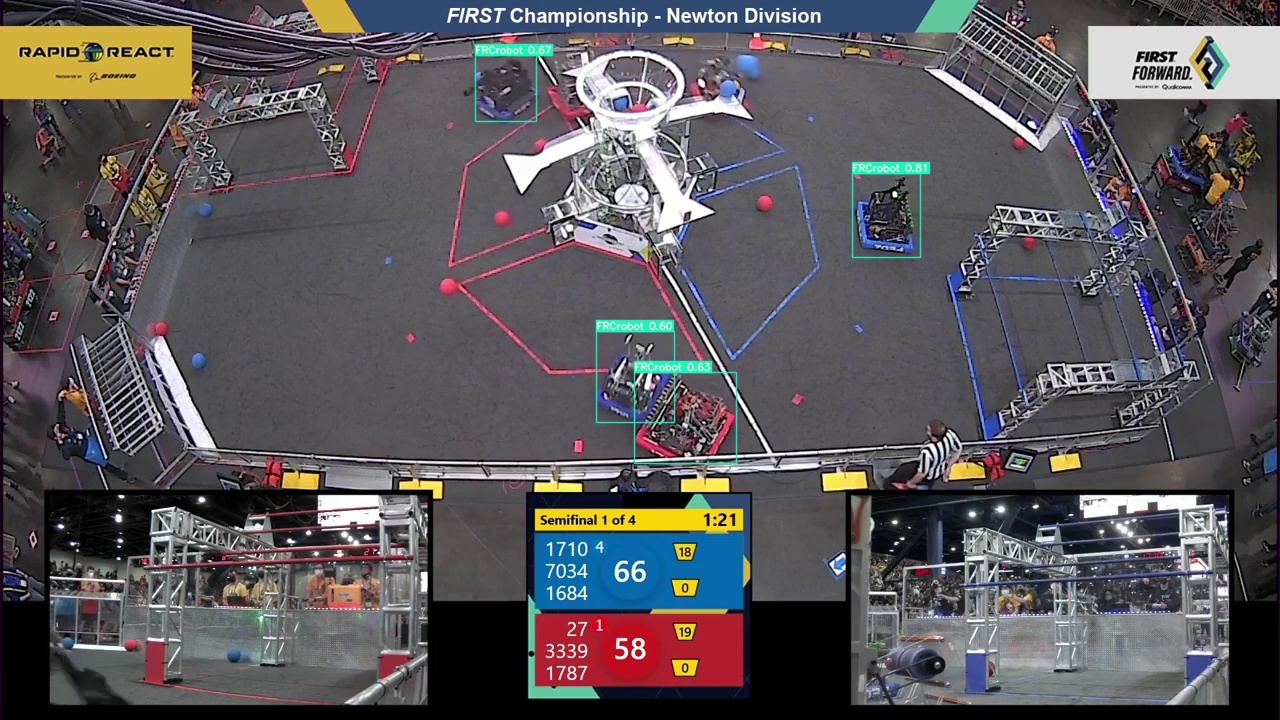 FIRST Championship - Newton Division
RAPID REACT
PRESENTED BY BOEING
FIRST
FORWARD
PRESENTED BY Qualcomm
FRCrobot 0.67
FRCrobot 0.81
FRCrobot 0.60
FRCrobot 0.63
Semifinal 1 of 4 1:21
1710 4
7034
1684
66
18
0
27 1
3339
1787
58
19
0